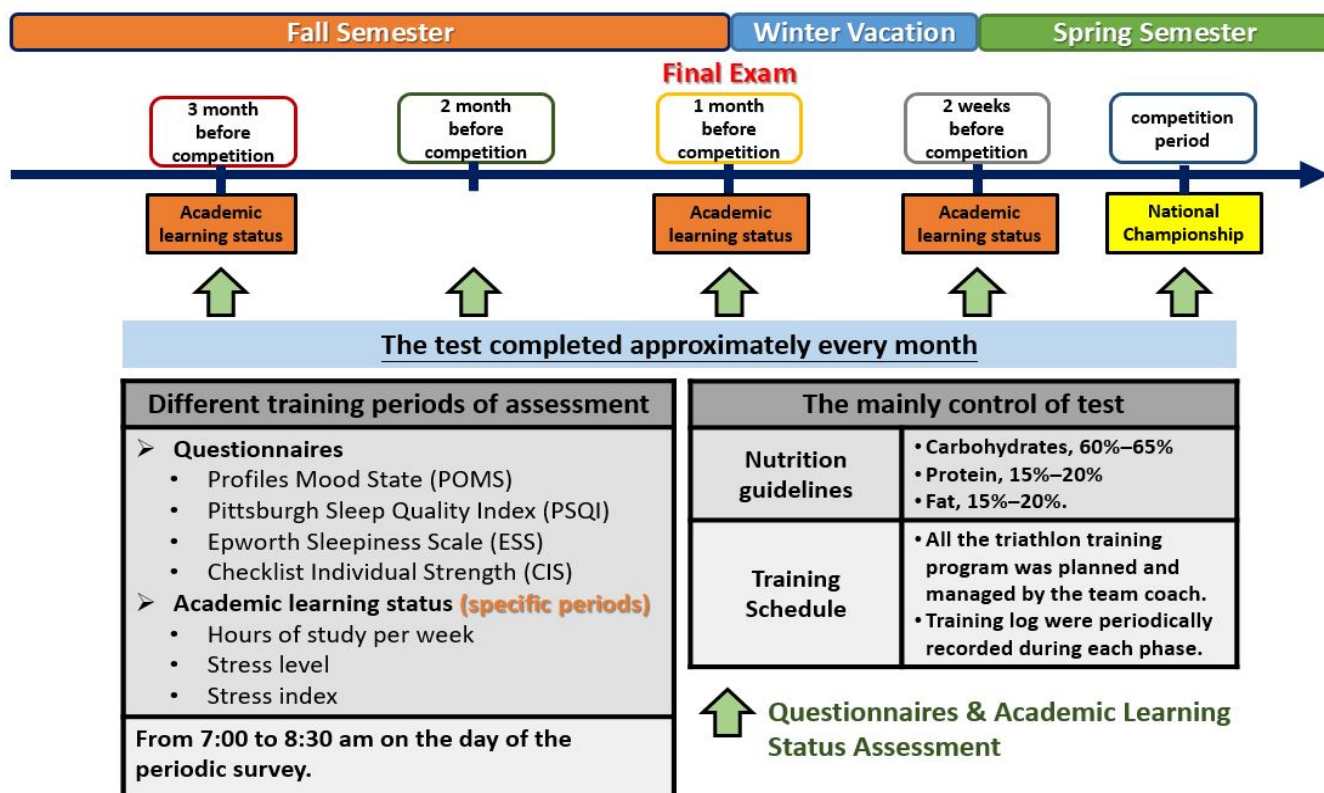 Fall Semester
Winter Vacation
Spring Semester
Final Exam
3 month
before
competition
2 month
before
competition
1 month
before
competition
2 weeks
before
competition
competition
period
Academic
learning status
Academic
learning status
Academic
learning status
National
Championship
The test completed approximately every month
Different training periods of assessment
➢ Questionnaires
• Profiles Mood State (POMS)
• Pittsburgh Sleep Quality Index (PSQI)
• Epworth Sleepiness Scale (ESS)
• Checklist Individual Strength (CIS)
➢ Academic learning status (specific periods)
• Hours of study per week
• Stress level
• Stress index
From 7:00 to 8:30 am on the day of the
periodic survey.
The mainly control of test
Nutrition
guidelines
• Carbohydrates, 60%–65%
• Protein, 15%–20%
• Fat, 15%–20%.
Training
Schedule
• All the triathlon training
program was planned and
managed by the team coach.
• Training log were periodically
recorded during each phase.
Questionnaires & Academic Learning
Status Assessment